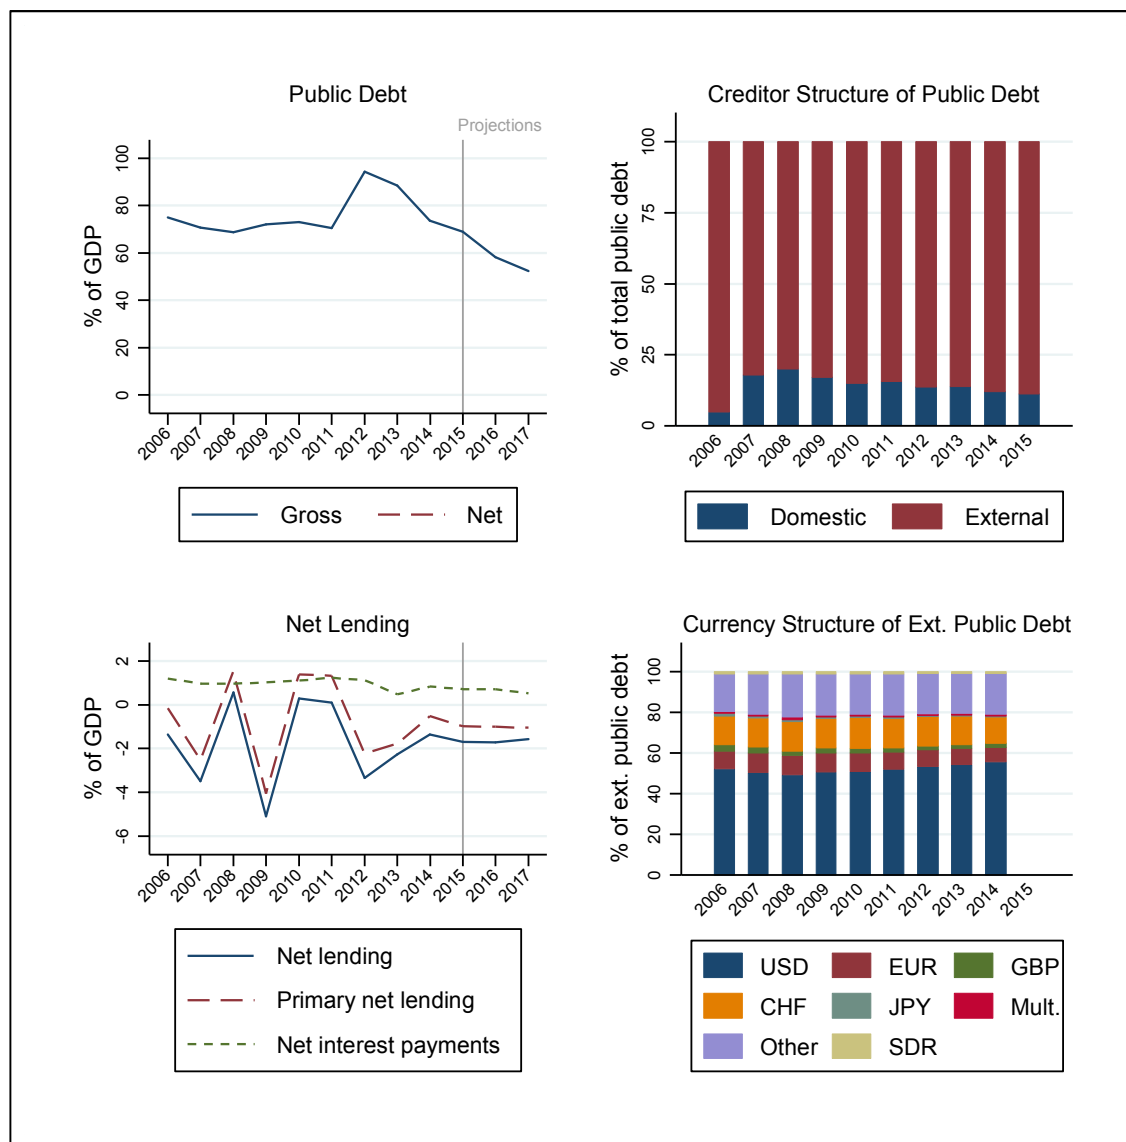 Public Debt
Projections
% of GDP
100
80
60
40
20
0
2006 2007 2008 2009 2010 2011 2012 2013 2014 2015 2016 2017
Gross Net
Creditor Structure of Public Debt
% of total public debt
100
75
50
25
0
2006 2007 2008 2009 2010 2011 2012 2013 2014 2015
Domestic External
Net Lending
% of GDP
2
0
-2
-4
-6
2006 2007 2008 2009 2010 2011 2012 2013 2014 2015 2016 2017
Net lending
Primary net lending
Net interest payments
Currency Structure of Ext. Public Debt
% of ext. public debt
100
80
60
40
20
0
2006 2007 2008 2009 2010 2011 2012 2013 2014 2015
USD EUR GBP
CHF JPY Mult.
Other SDR